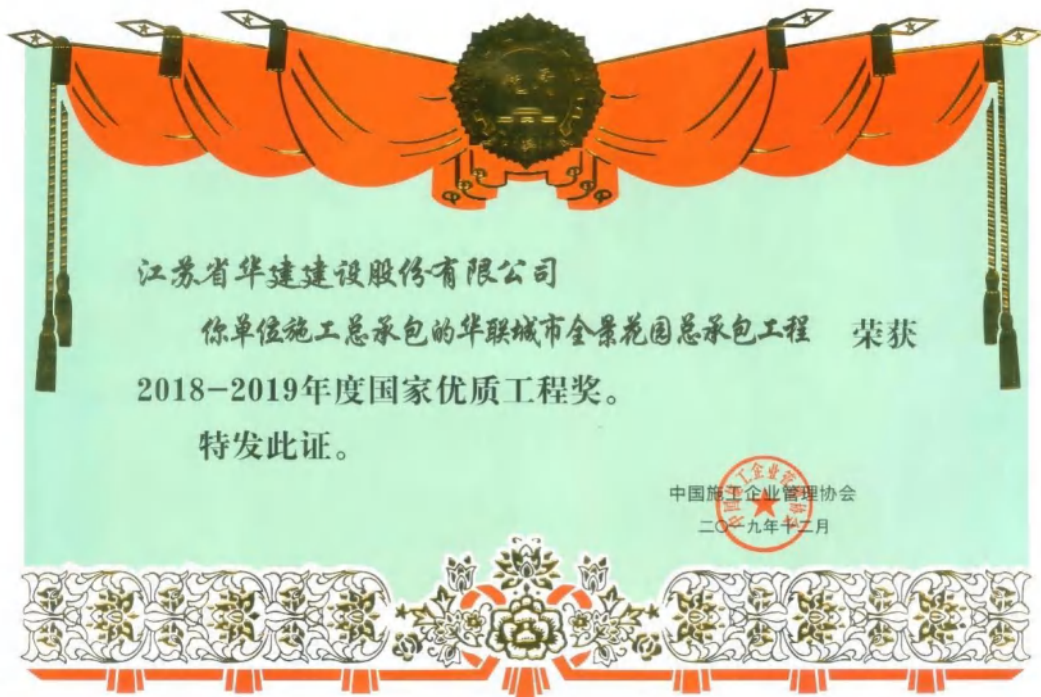 江苏省华建建设股份有限公司
你单位施工总承包的华联城市全景花园总承包工程 荣获
2018-2019年度国家优质工程奖。
特发此证。
中国施工企业管理协会
二〇一九年十二月